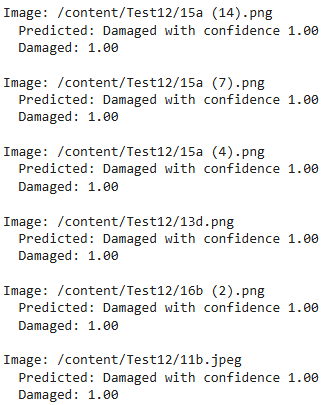 Image: /content/Test12/15a (14).png
Predicted: Damaged with confidence 1.00
Damaged: 1.00
Image: /content/Test12/15a (7).png
Predicted: Damaged with confidence 1.00
Damaged: 1.00
Image: /content/Test12/15a (4).png
Predicted: Damaged with confidence 1.00
Damaged: 1.00
Image: /content/Test12/13d.png
Predicted: Damaged with confidence 1.00
Damaged: 1.00
Image: /content/Test12/16b (2).png
Predicted: Damaged with confidence 1.00
Damaged: 1.00
Image: /content/Test12/11b.jpeg
Predicted: Damaged with confidence 1.00
Damaged: 1.00